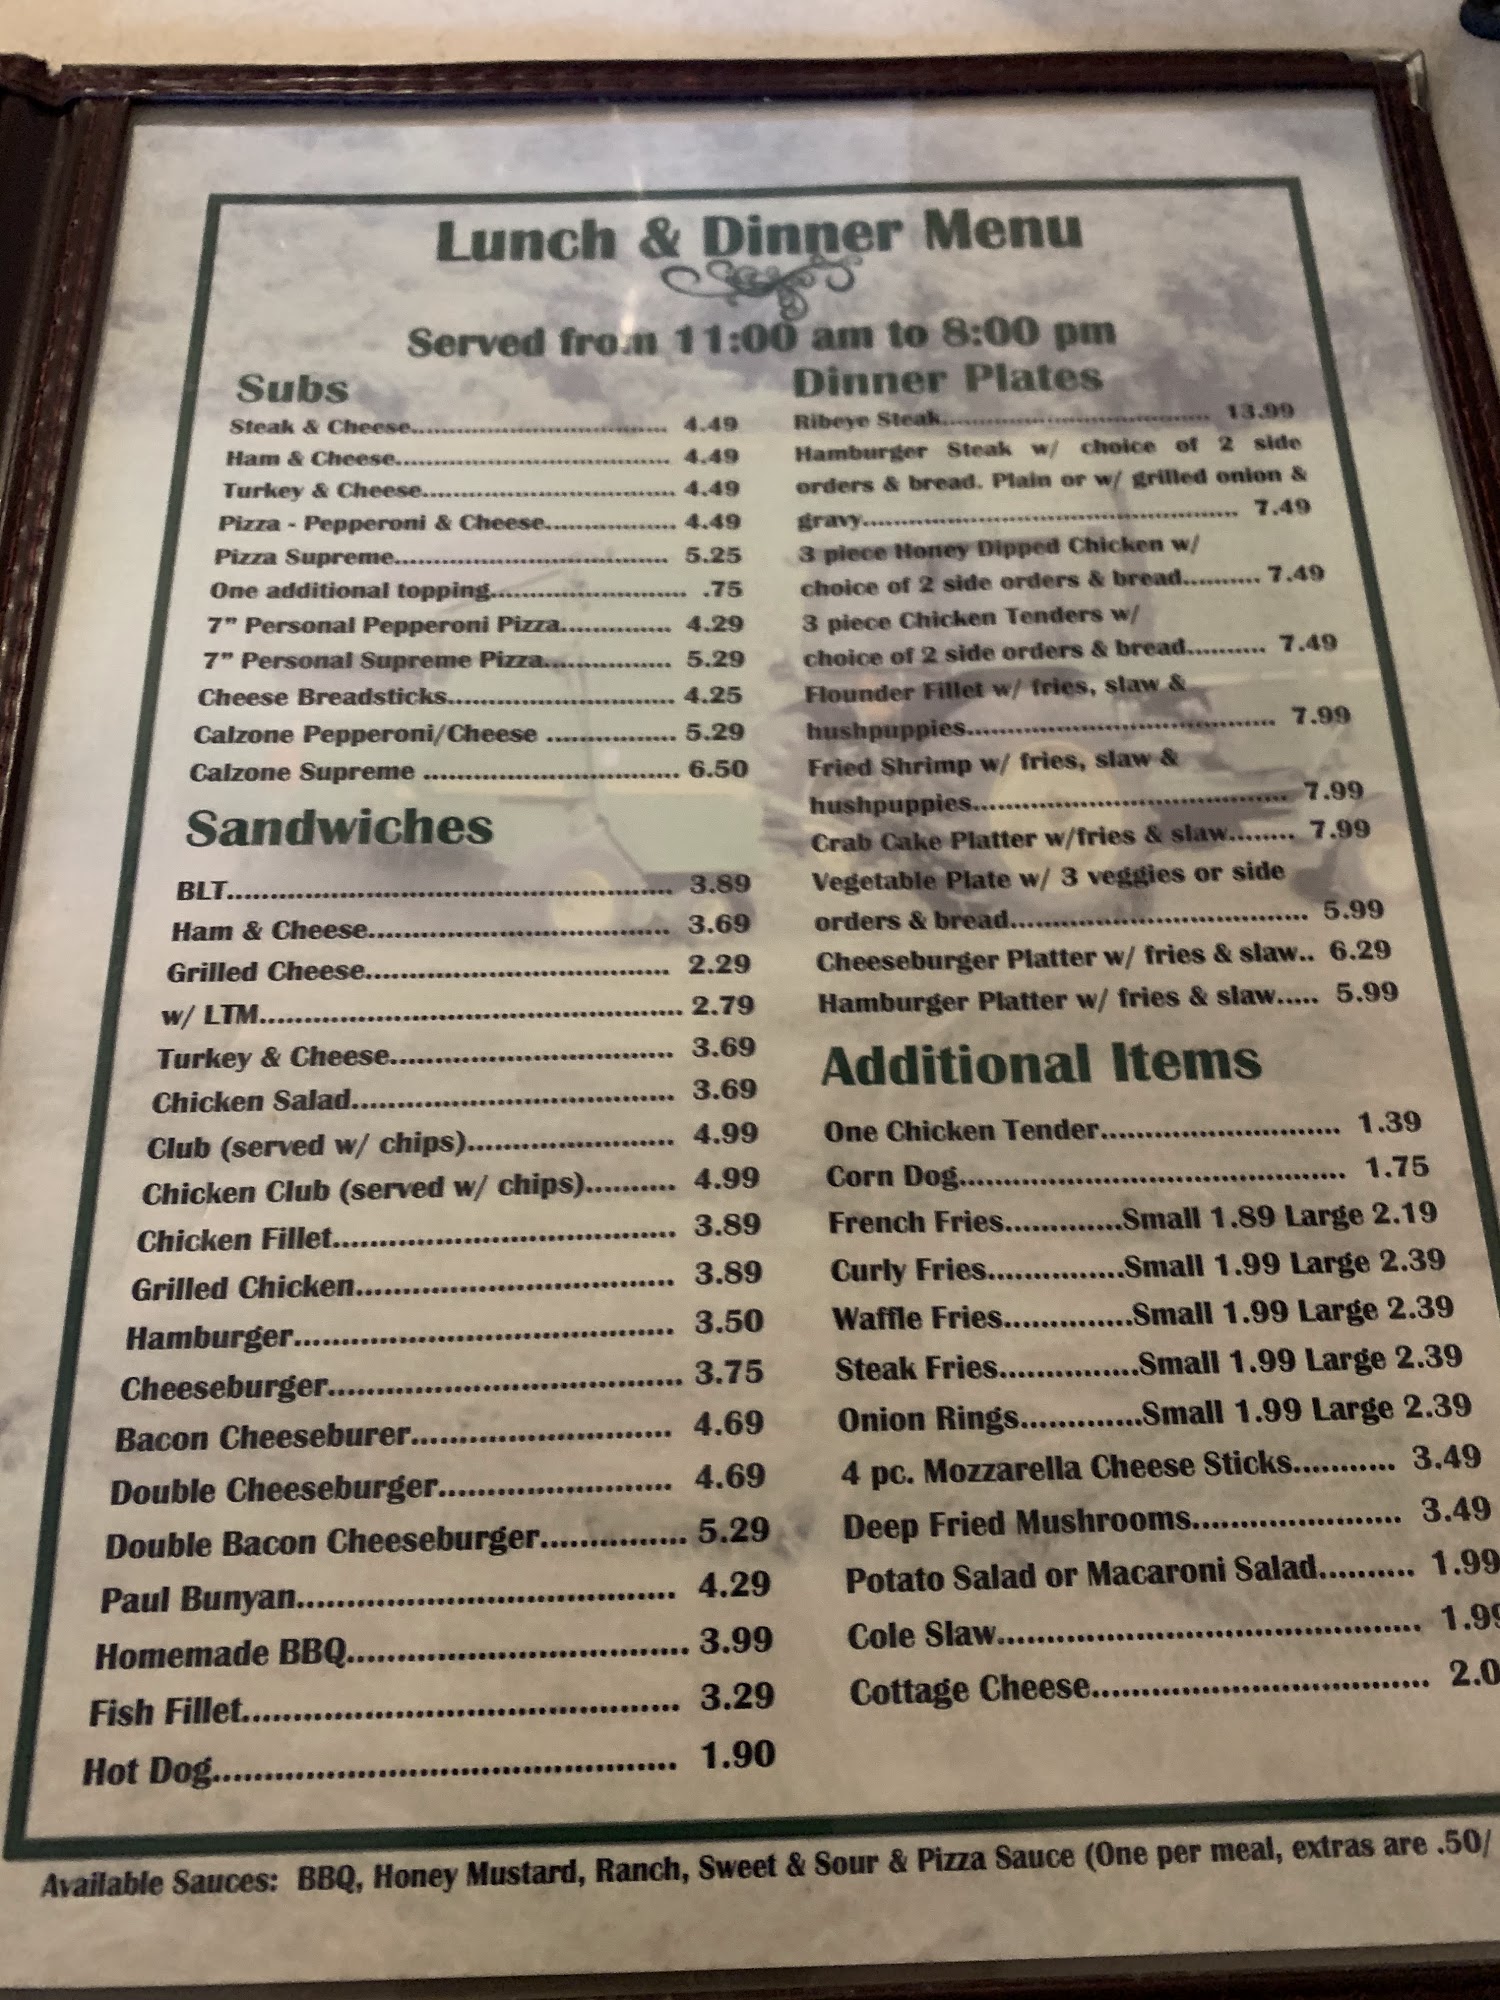 Lunch & Dinner Menu
Served from 11:00 am to 8:00 pm
Subs
Steak & Cheese.......... 4.49
Ham & Cheese.......... 4.49
Turkey & Cheese.......... 4.49
Pizza - Pepperoni & Cheese.......... 4.49
Pizza Supreme.......... 5.25
One additional topping.......... .75
7" Personal Pepperoni Pizza.......... 4.29
7" Personal Supreme Pizza.......... 5.29
Cheese Breadsticks.......... 4.25
Calzone Pepperoni/Cheese .......... 5.29
Calzone Supreme .......... 6.50
Sandwiches
BLT.......... 3.89
Ham & Cheese.......... 3.69
Grilled Cheese.......... 2.29
w/ LTM.......... 2.79
Turkey & Cheese.......... 3.69
Chicken Salad.......... 3.69
Club (served w/ chips).......... 4.99
Chicken Club (served w/ chips).......... 4.99
Chicken Fillet.......... 3.89
Grilled Chicken.......... 3.89
Hamburger.......... 3.50
Cheeseburger.......... 3.75
Bacon Cheeseburer.......... 4.69
Double Cheeseburger.......... 4.69
Double Bacon Cheeseburger.......... 5.29
Paul Bunyan.......... 4.29
Homemade BBQ.......... 3.99
Fish Fillet.......... 3.29
Hot Dog.......... 1.90
Dinner Plates
Ribeye Steak.......... 13.99
Hamburger Steak w/ choice of 2 side
orders & bread. Plain or w/ grilled onion &
gravy.......... 7.49
3 piece Honey Dipped Chicken w/
choice of 2 side orders & bread.......... 7.49
3 piece Chicken Tenders w/
choice of 2 side orders & bread.......... 7.49
Flounder Fillet w/ fries, slaw &
hushpuppies.......... 7.99
Fried Shrimp w/ fries, slaw &
hushpuppies.......... 7.99
Crab Cake Platter w/fries & slaw........ 7.99
Vegetable Plate w/ 3 veggies or side
orders & bread.......... 5.99
Cheeseburger Platter w/ fries & slaw.. 6.29
Hamburger Platter w/ fries & slaw..... 5.99
Additional Items
One Chicken Tender.......... 1.39
Corn Dog.......... 1.75
French Fries.............Small 1.89 Large 2.19
Curly Fries...............Small 1.99 Large 2.39
Waffle Fries..............Small 1.99 Large 2.39
Steak Fries...............Small 1.99 Large 2.39
Onion Rings.............Small 1.99 Large 2.39
4 pc. Mozzarella Cheese Sticks........... 3.49
Deep Fried Mushrooms.......... 3.49
Potato Salad or Macaroni Salad.......... 1.99
Cole Slaw.......... 1.99
Cottage Cheese.......... 2.0
Available Sauces: BBQ, Honey Mustard, Ranch, Sweet & Sour & Pizza Sauce (One per meal, extras are .50/